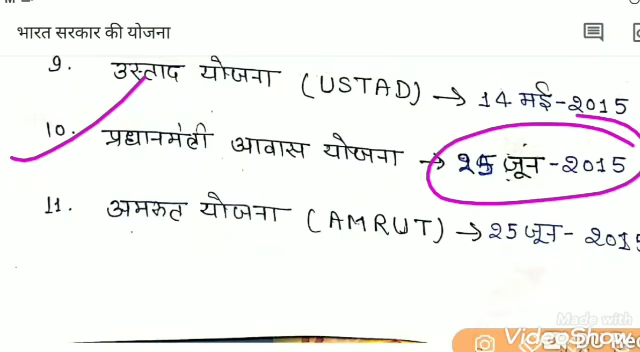 भारत सरकार की योजना
9. उस्ताद योजना (USTAD) → 14 मई-2015
10. प्रधानमंत्री आवास योजना → 25 जून-2015
11. अमरुत योजना (AMRUT) → 25 जून- 2015
Made with
VideoShow